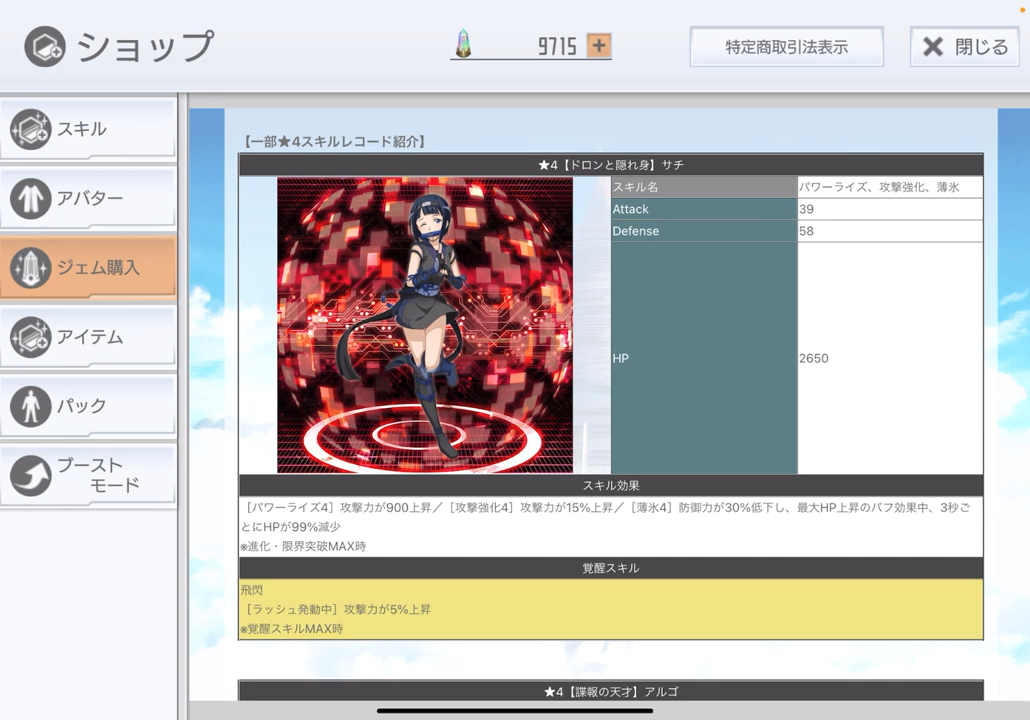 ショップ
9715
特定商取引法表示
閉じる
スキル
アバター
ジェム購入
アイテム
パック
ブースト
モード
【一部★4スキルレコード紹介】
★4【ドロンと隠れ身】サチ
スキル名
パワーライズ、攻撃強化、薄氷
Attack
39
Defense
58
HP
2650
スキル効果
［パワーライズ4］攻撃力が900上昇／［攻撃強化4］攻撃力が15%上昇／［薄氷4］防御力が30%低下し、最大HP上昇のバフ効果中、3秒ご
とにHPが99%減少
※進化・限界突破MAX時
覚醒スキル
飛閃
［ラッシュ発動中］攻撃力が5%上昇
※覚醒スキルMAX時
★4【諜報の天才】アルゴ